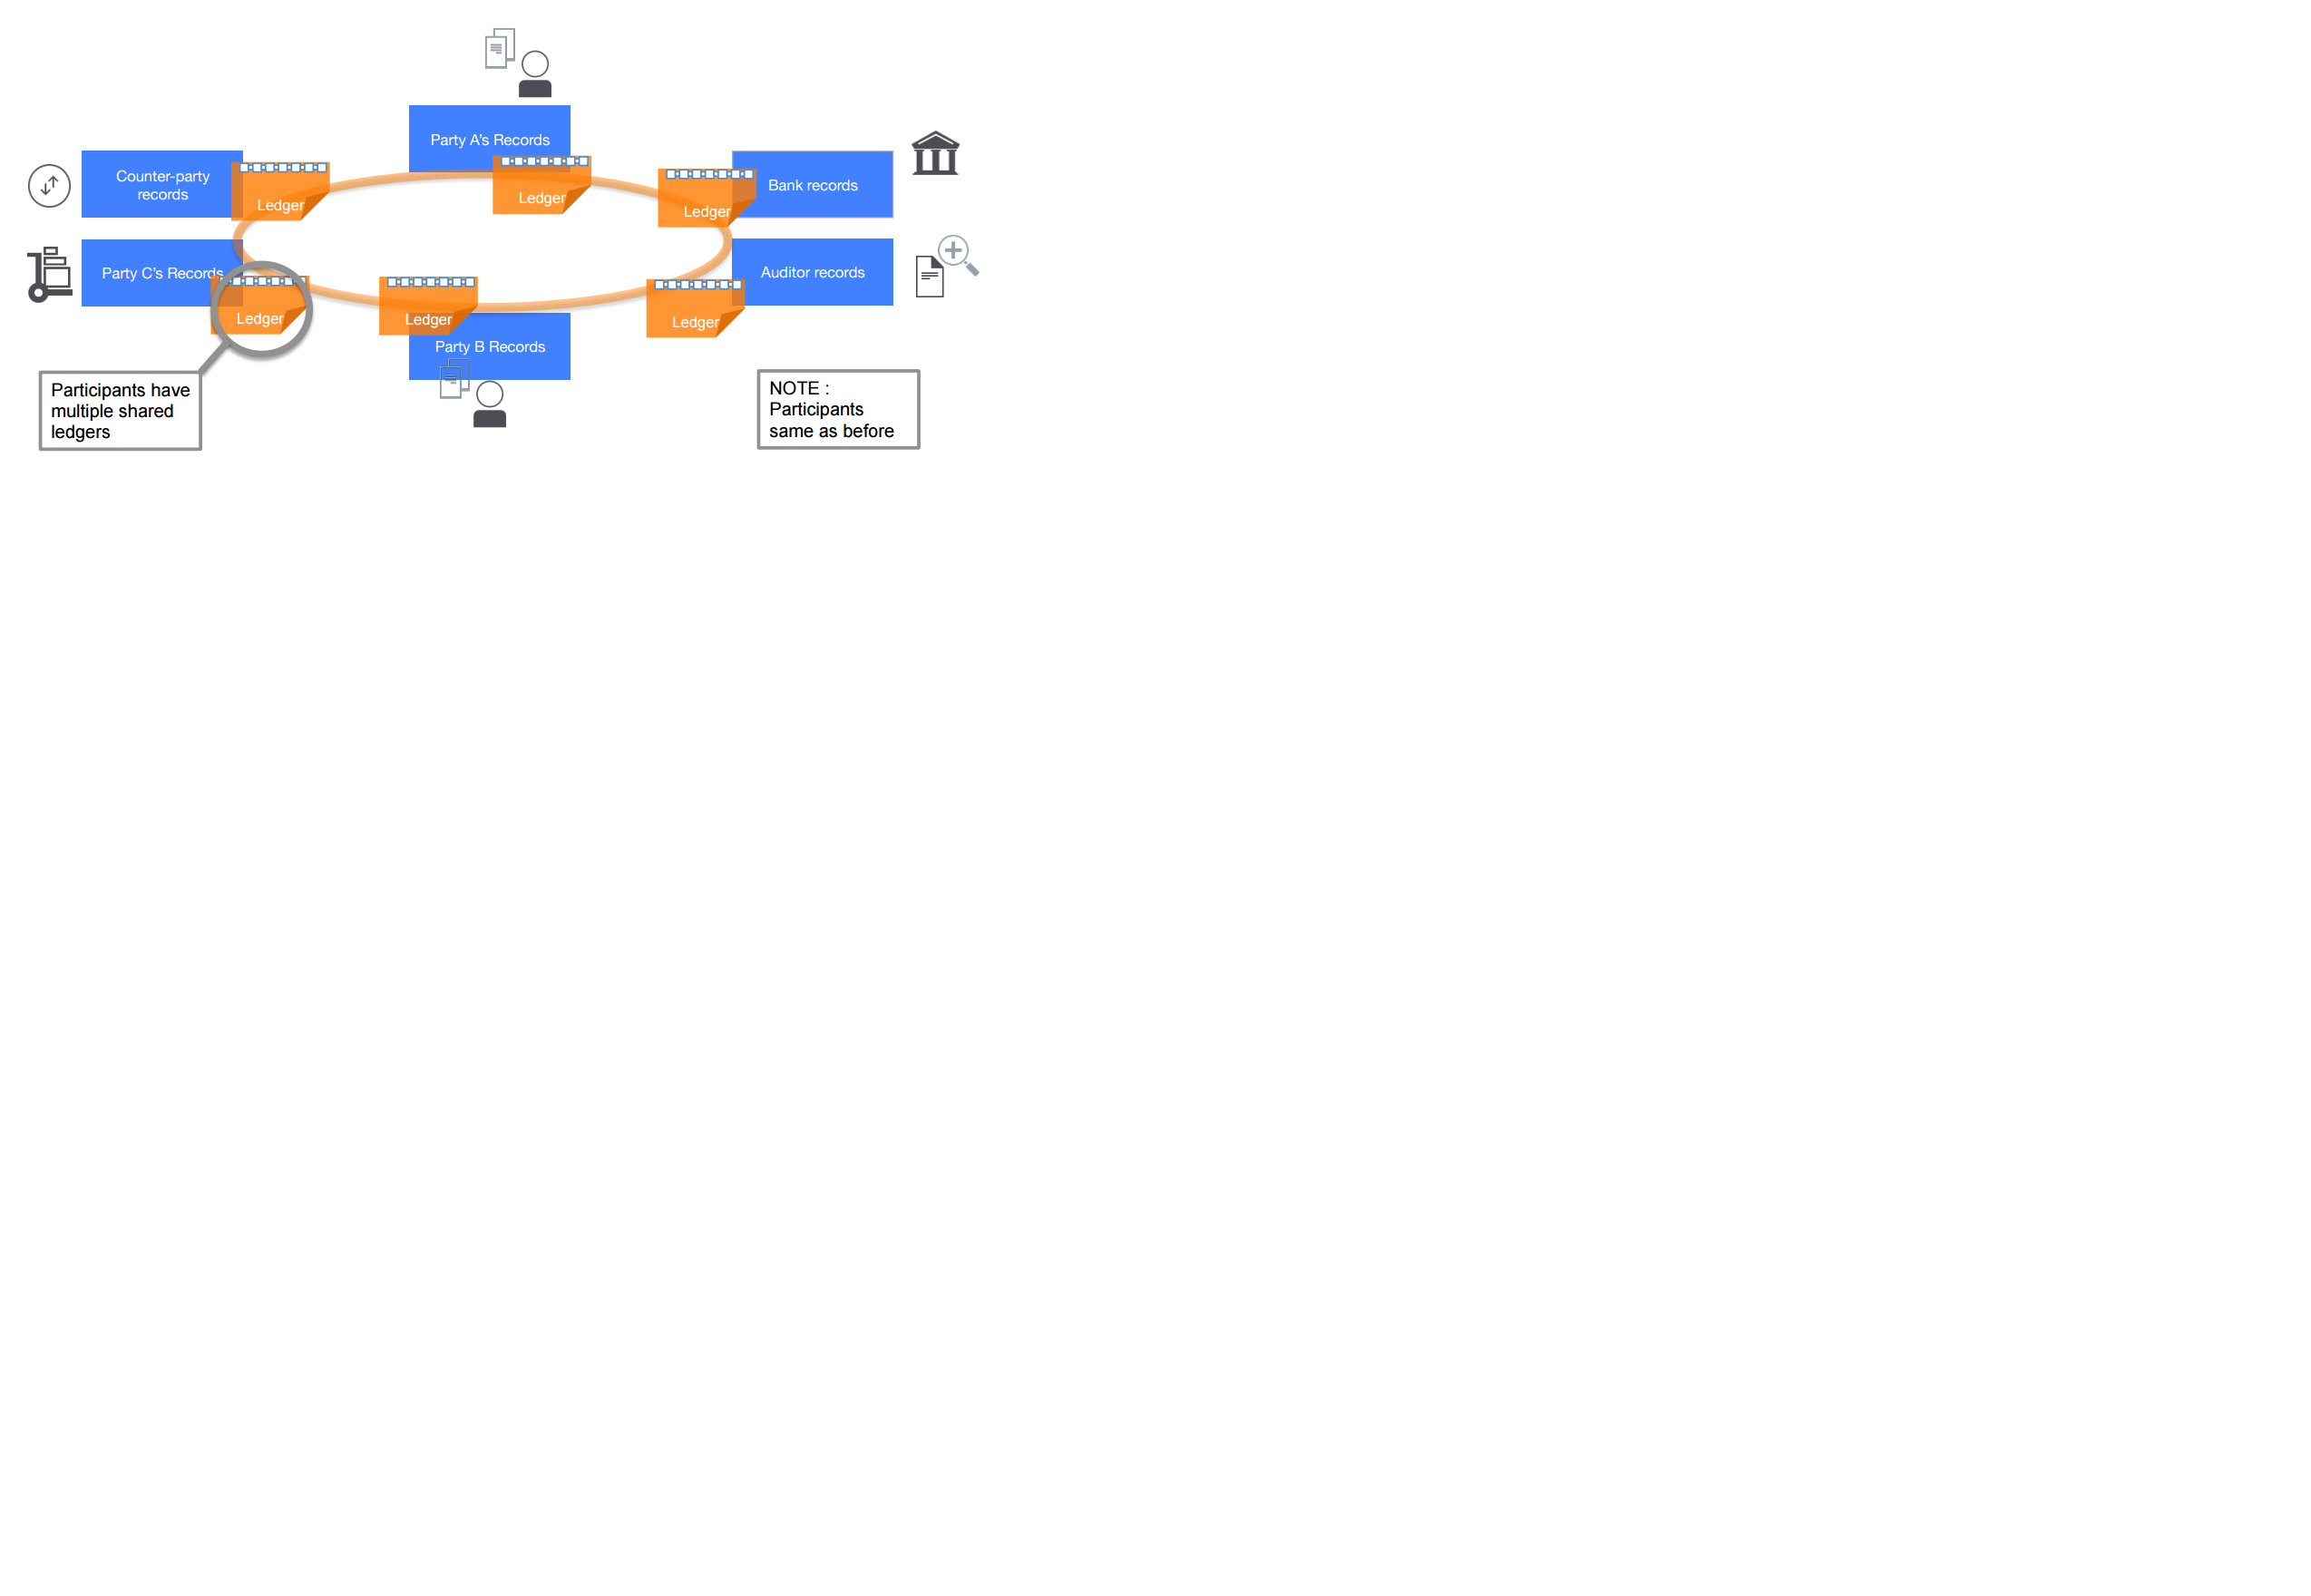 Party A's Records
Counter-party
records
Ledger
Ledger
Bank records
Ledger
Party C's Records
Ledger
Ledger
Auditor records
Ledger
Party B Records
Participants have
multiple shared
ledgers
NOTE :
Participants
same as before